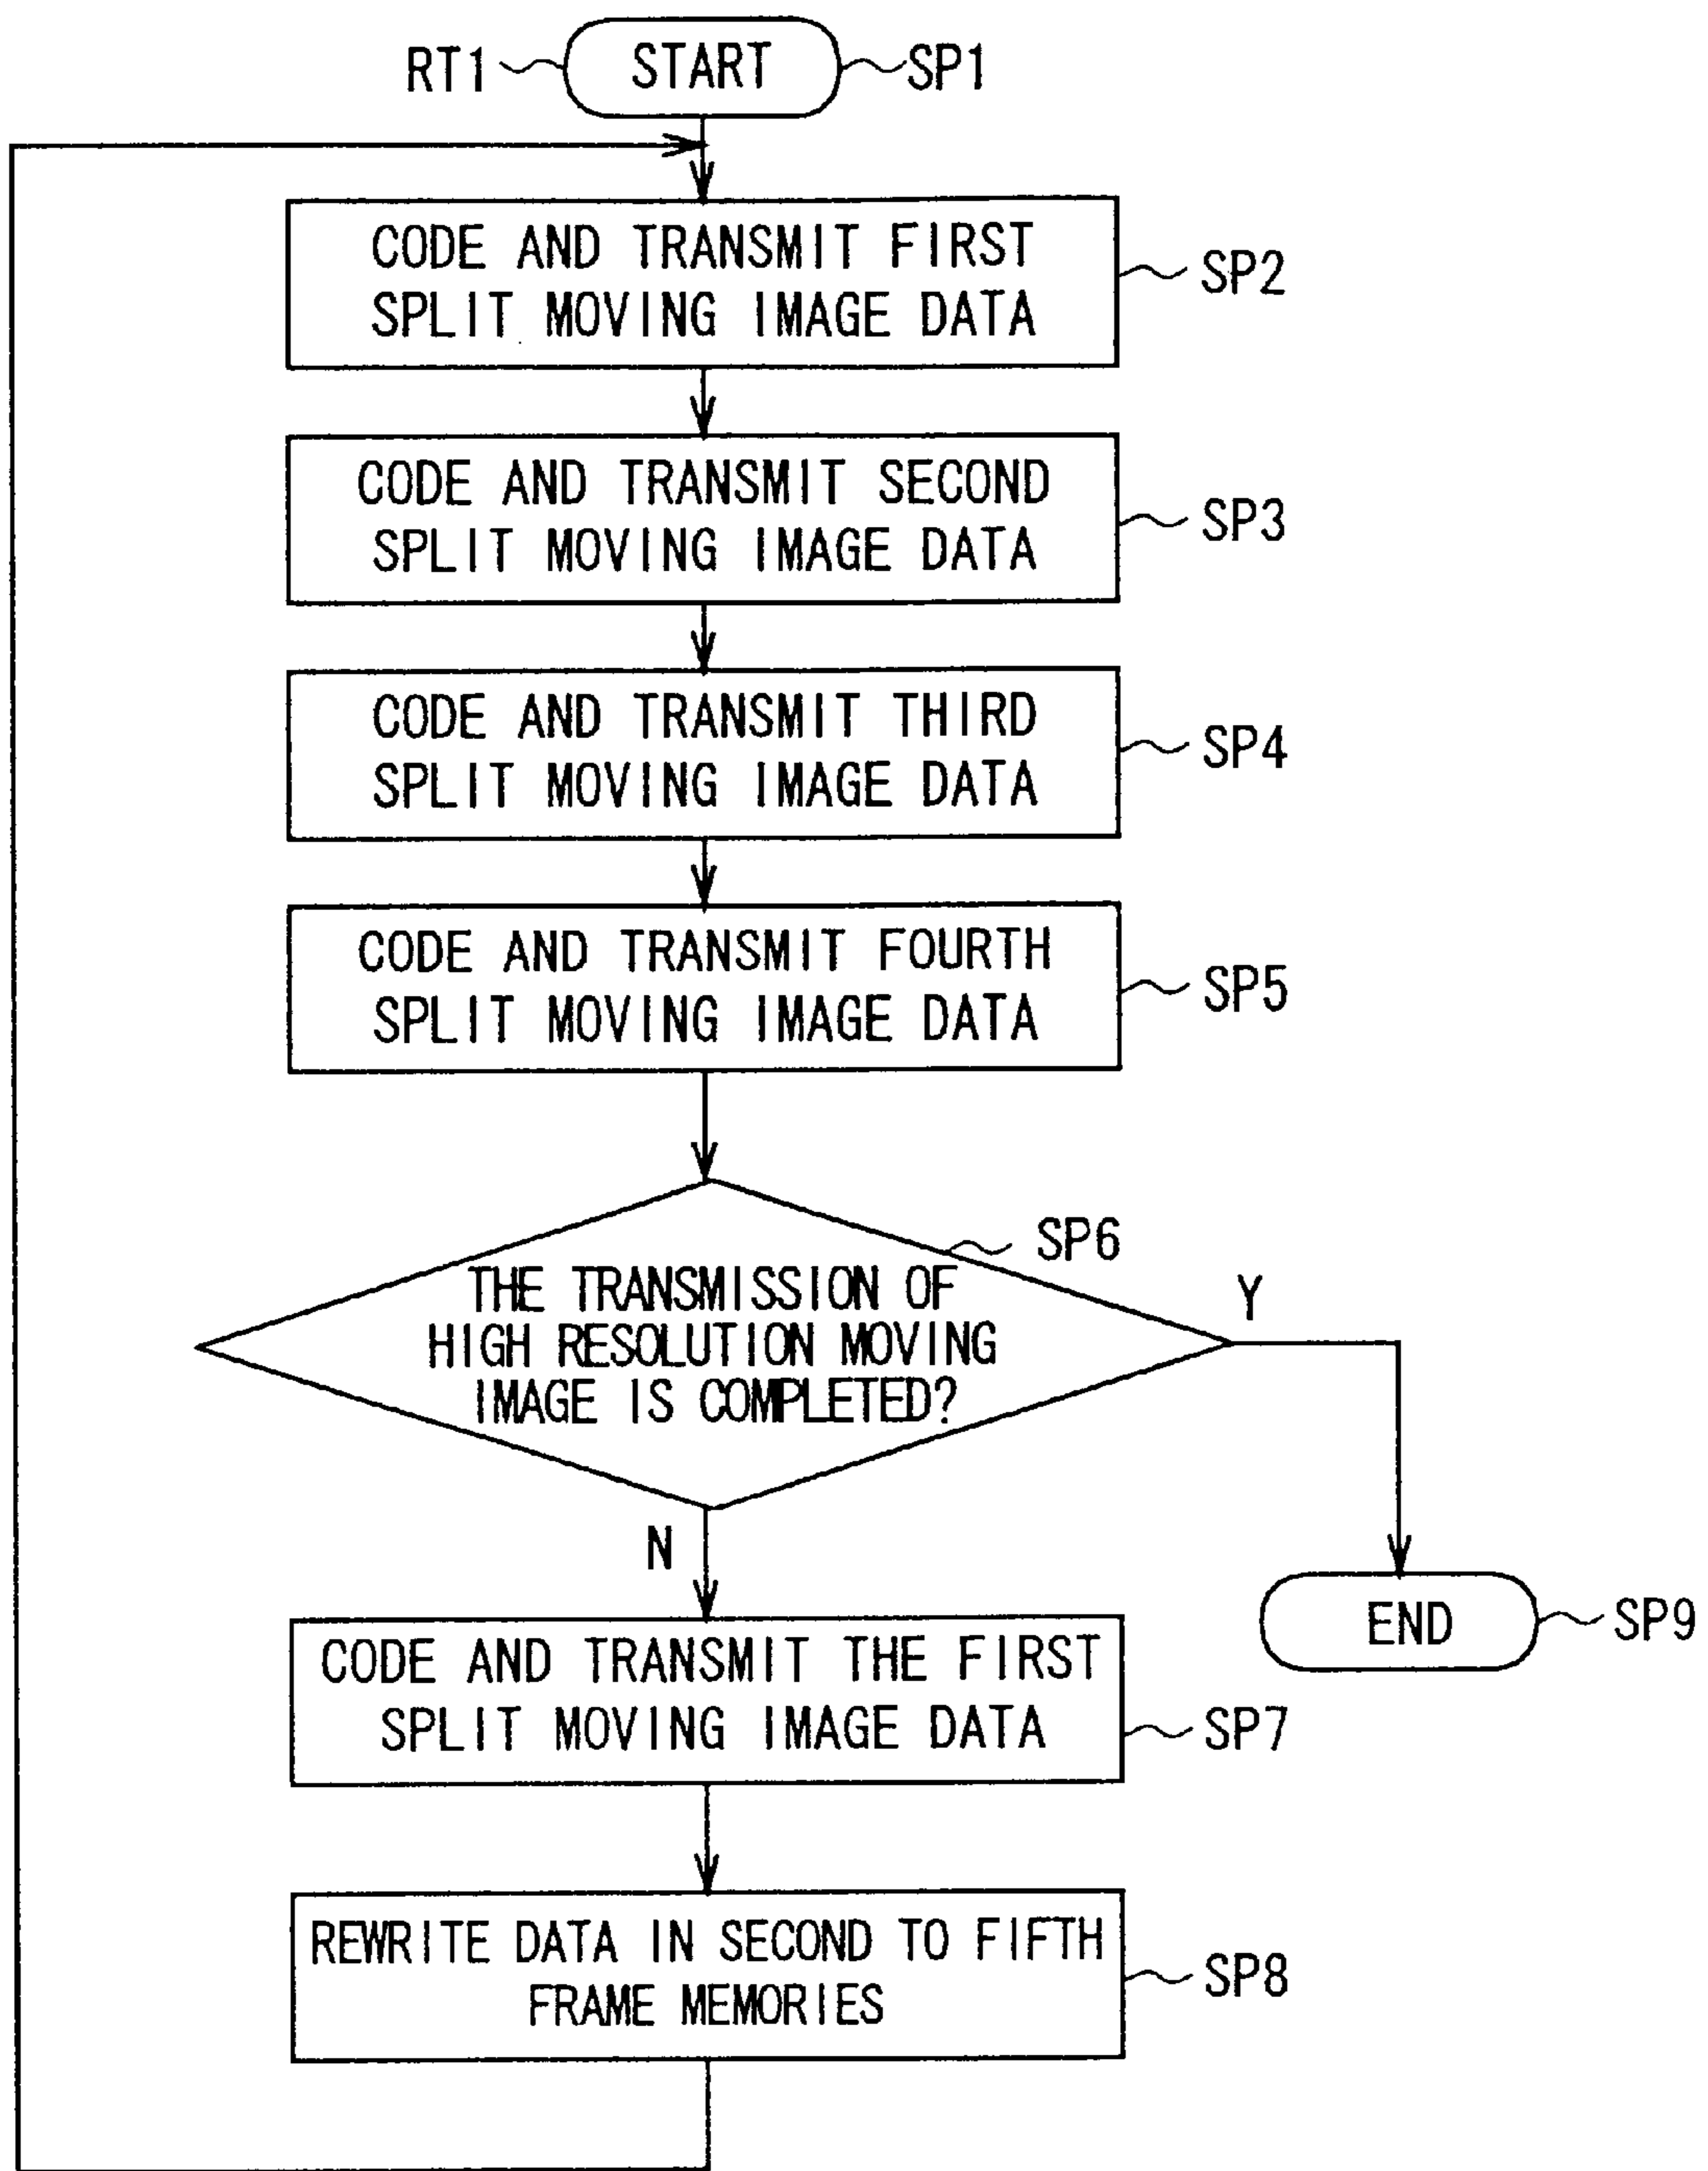 RT1 START SP1
CODE AND TRANSMIT FIRST
SPLIT MOVING IMAGE DATA
SP2
CODE AND TRANSMIT SECOND
SPLIT MOVING IMAGE DATA
SP3
CODE AND TRANSMIT THIRD
SPLIT MOVING IMAGE DATA
SP4
CODE AND TRANSMIT FOURTH
SPLIT MOVING IMAGE DATA
SP5
SP6
THE TRANSMISSION OF
HIGH RESOLUTION MOVING
IMAGE IS COMPLETED?
Y
N
END SP9
CODE AND TRANSMIT THE FIRST
SPLIT MOVING IMAGE DATA
SP7
REWRITE DATA IN SECOND TO FIFTH
FRAME MEMORIES
SP8